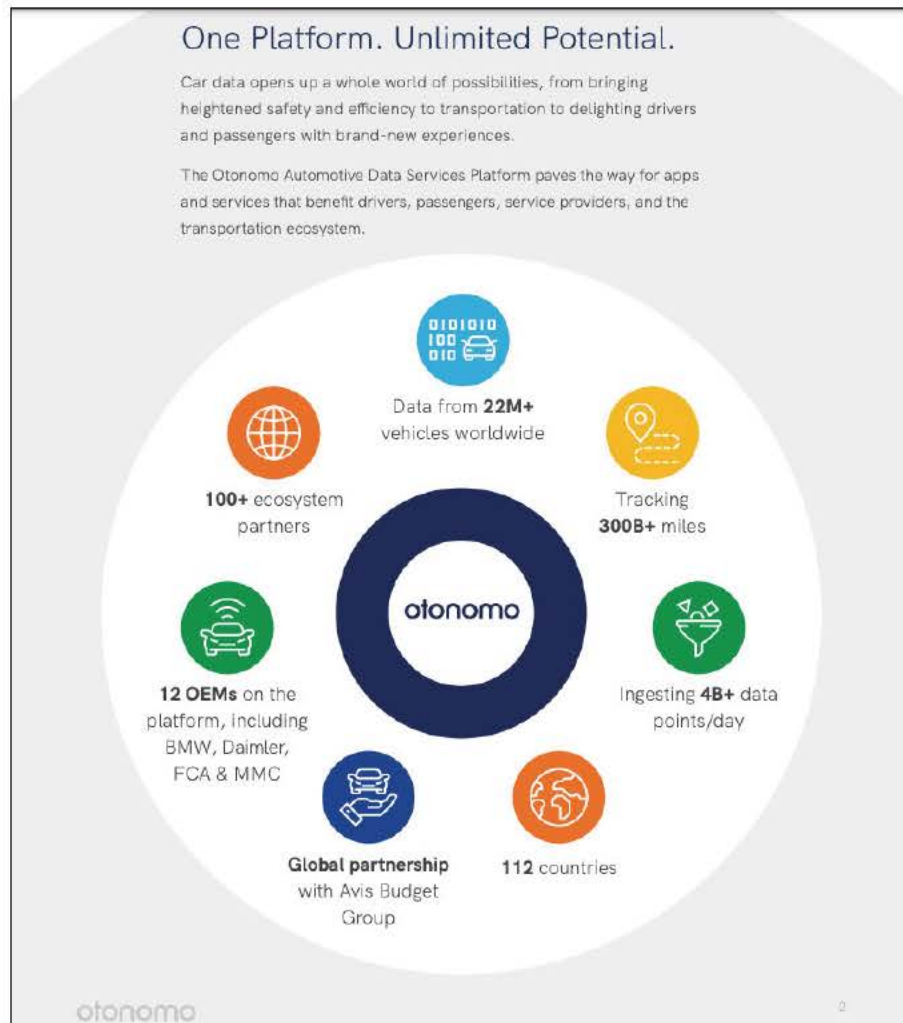 One Platform. Unlimited Potential.
Car data opens up a whole world of possibilities, from bringing
heightened safety and efficiency to transportation to delighting drivers
and passengers with brand-new experiences.
The Otonomo Automotive Data Services Platform paves the way for apps
and services that benefit drivers, passengers, service providers, and the
transportation ecosystem.
0101010
100
010
Data from 22M+
vehicles worldwide
100+ ecosystem
partners
Tracking
300B+ miles
otonomo
12 OEMs on the
platform, including
BMW, Daimler,
FCA & MMC
Ingesting 4B+ data
points/day
Global partnership
with Avis Budget
Group
112 countries
otonomo
2